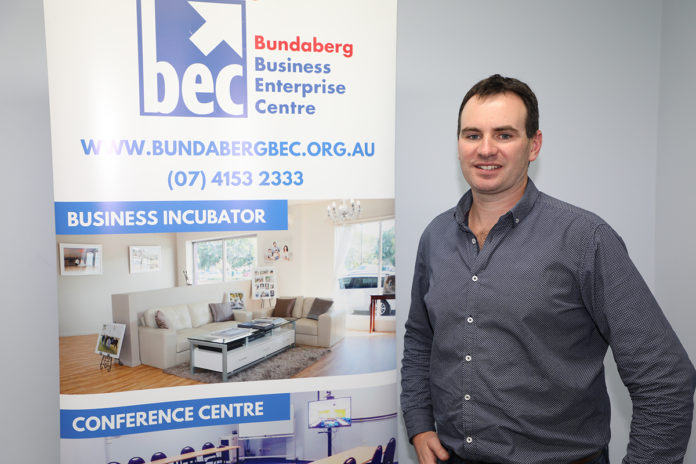 bec
Bundaberg
Business
Enterprise
Centre
WWW.BUNDABERGBEC.ORG.AU
(07) 4153 2333
BUSINESS INCUBATOR
CONFERENCE CENTRE